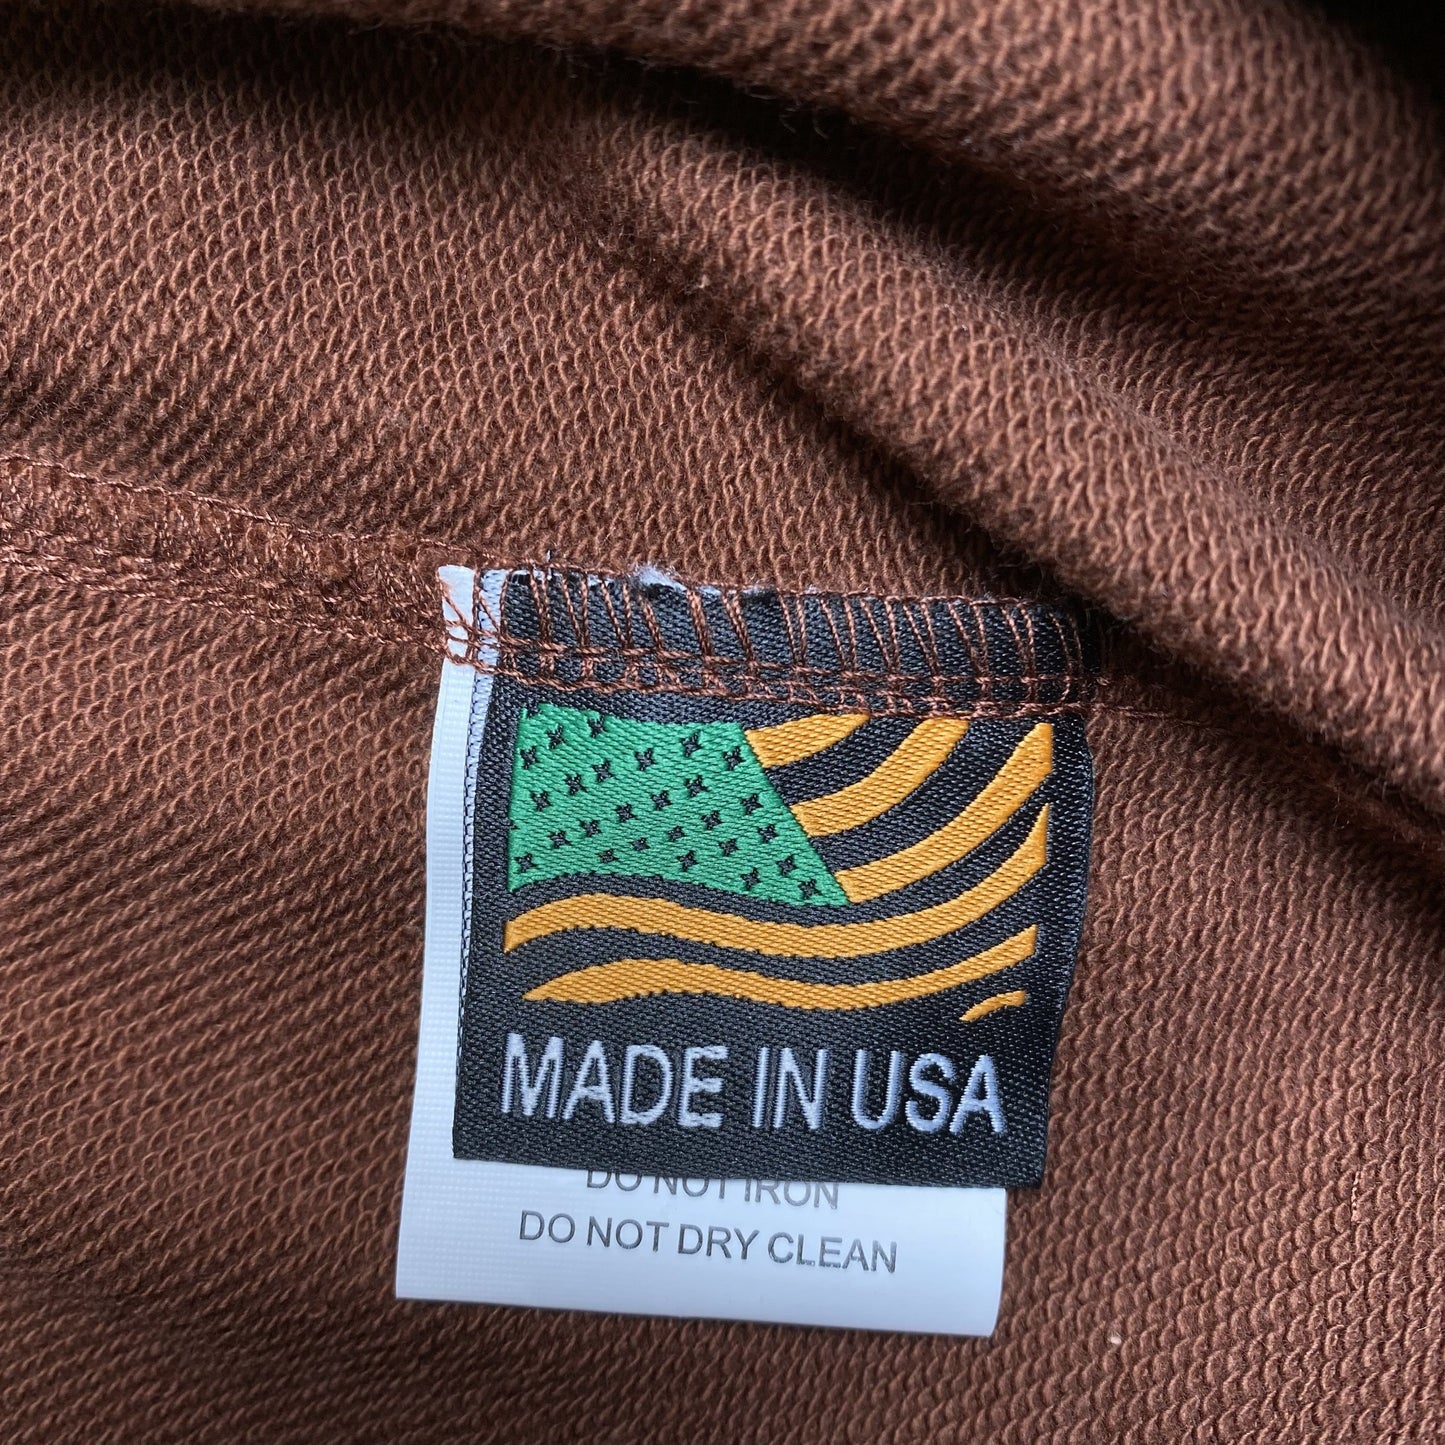 MADE IN USA
DO NOT IRON
DO NOT DRY CLEAN